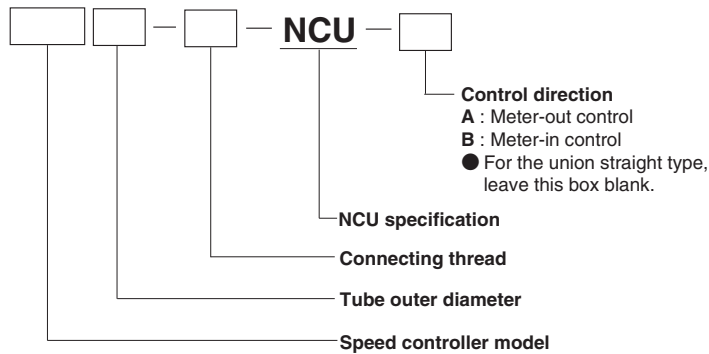 NCU
Control direction
A : Meter-out control
B : Meter-in control
● For the union straight type,
leave this box blank.
NCU specification
Connecting thread
Tube outer diameter
Speed controller model